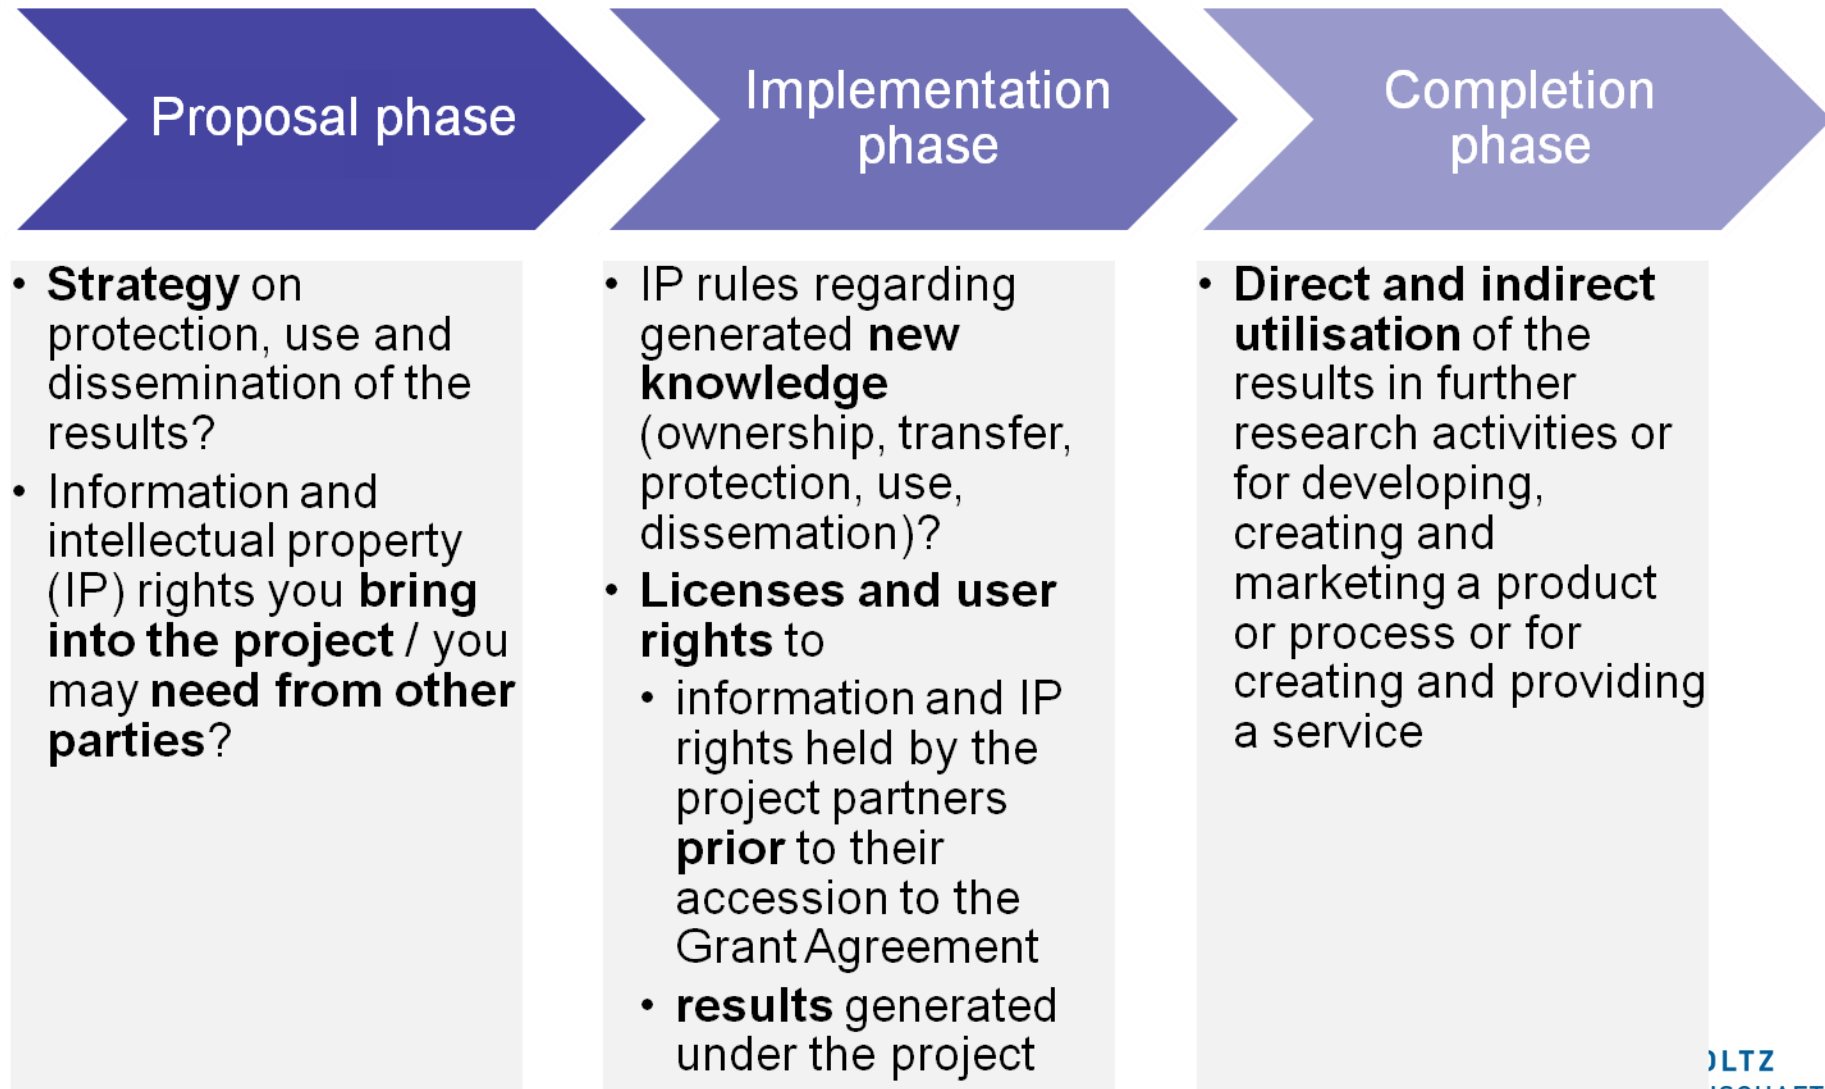 Proposal phase
Implementation
phase
Completion
phase
• Strategy on
protection, use and
dissemination of the
results?
• Information and
intellectual property
(IP) rights you bring
into the project / you
may need from other
parties?
• IP rules regarding
generated new
knowledge
(ownership, transfer,
protection, use,
dissemation)?
• Licenses and user
rights to
• information and IP
rights held by the
project partners
prior to their
accession to the
Grant Agreement
• results generated
under the project
• Direct and indirect
utilisation of the
results in further
research activities or
for developing,
creating and
marketing a product
or process or for
creating and providing
a service
OLTZ